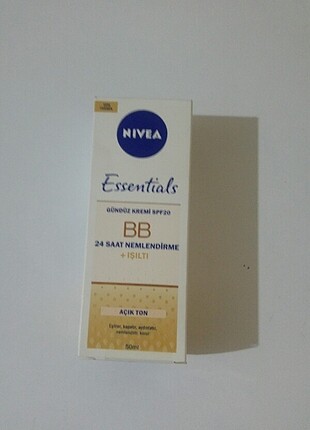 NIVEA
Essentials
GÜNDÜZ KREMİ SPF20
BB
24 SAAT NEMLENDİRME
+ IŞILTI
AÇIK TON
50ml